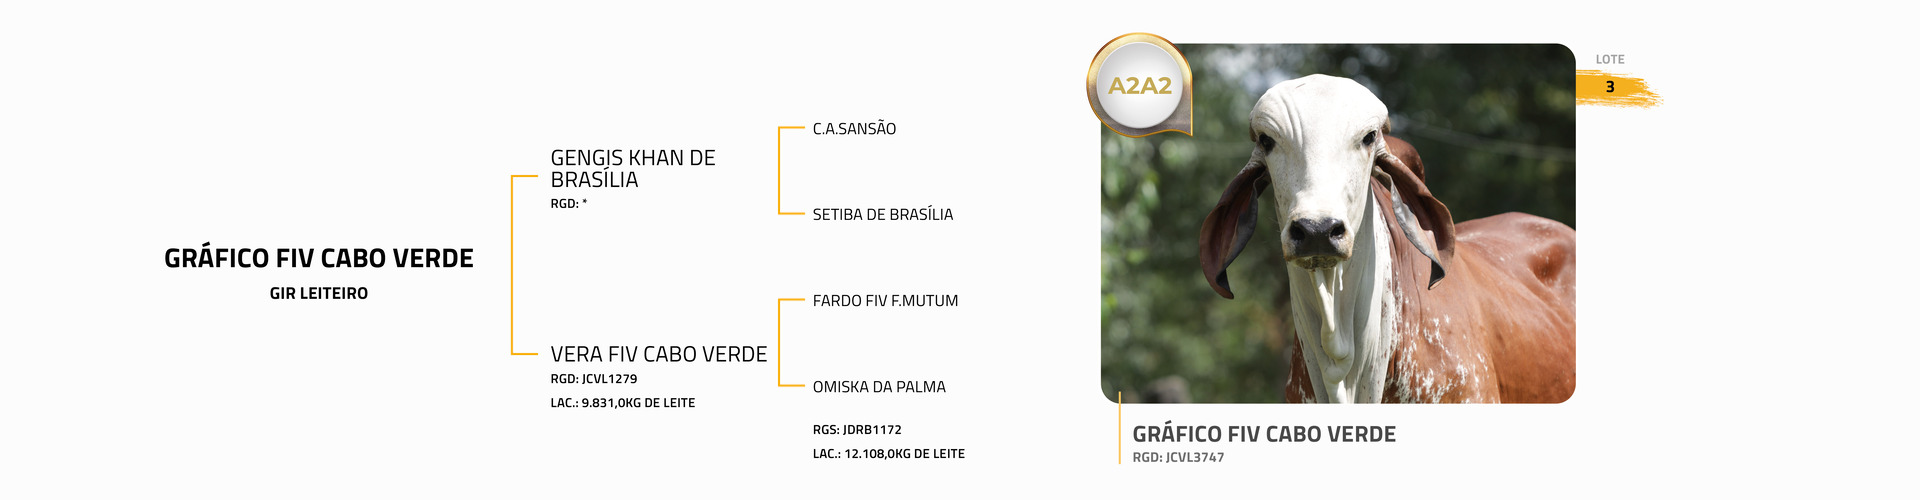 GRÁFICO FIV CABO VERDE
GIR LEITEIRO
GENGIS KHAN DE
BRASÍLIA
RGD: *
VERA FIV CABO VERDE
RGD: JCVL1279
LAC.: 9.831,0KG DE LEITE
C.A.SANSÃO
SETIBA DE BRASÍLIA
FARDO FIV F.MUTUM
OMISKA DA PALMA
RGS: JDRB1172
LAC.: 12.108,0KG DE LEITE
A2A2
LOTE
3
GRÁFICO FIV CABO VERDE
RGD: JCVL3747